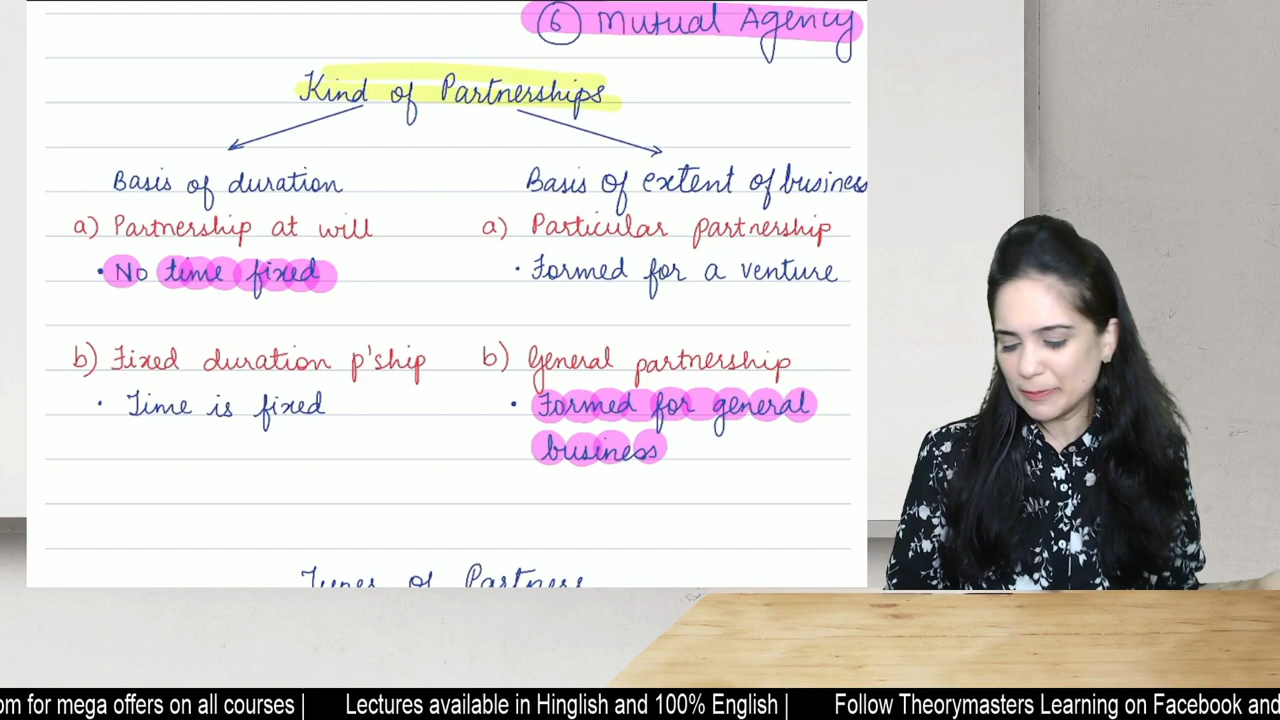 ⑥ Mutual Agency
Kind of Partnerships
Basis of duration
a) Partnership at will
• No time fixed
b) Fixed duration p'ship
• Time is fixed
Basis of extent of business
a) Particular partnership
• Formed for a venture
b) General partnership
• Formed for general
business
Types of Partners
om for mega offers on all courses | Lectures available in Hinglish and 100% English | Follow Theorymasters Learning on Facebook and